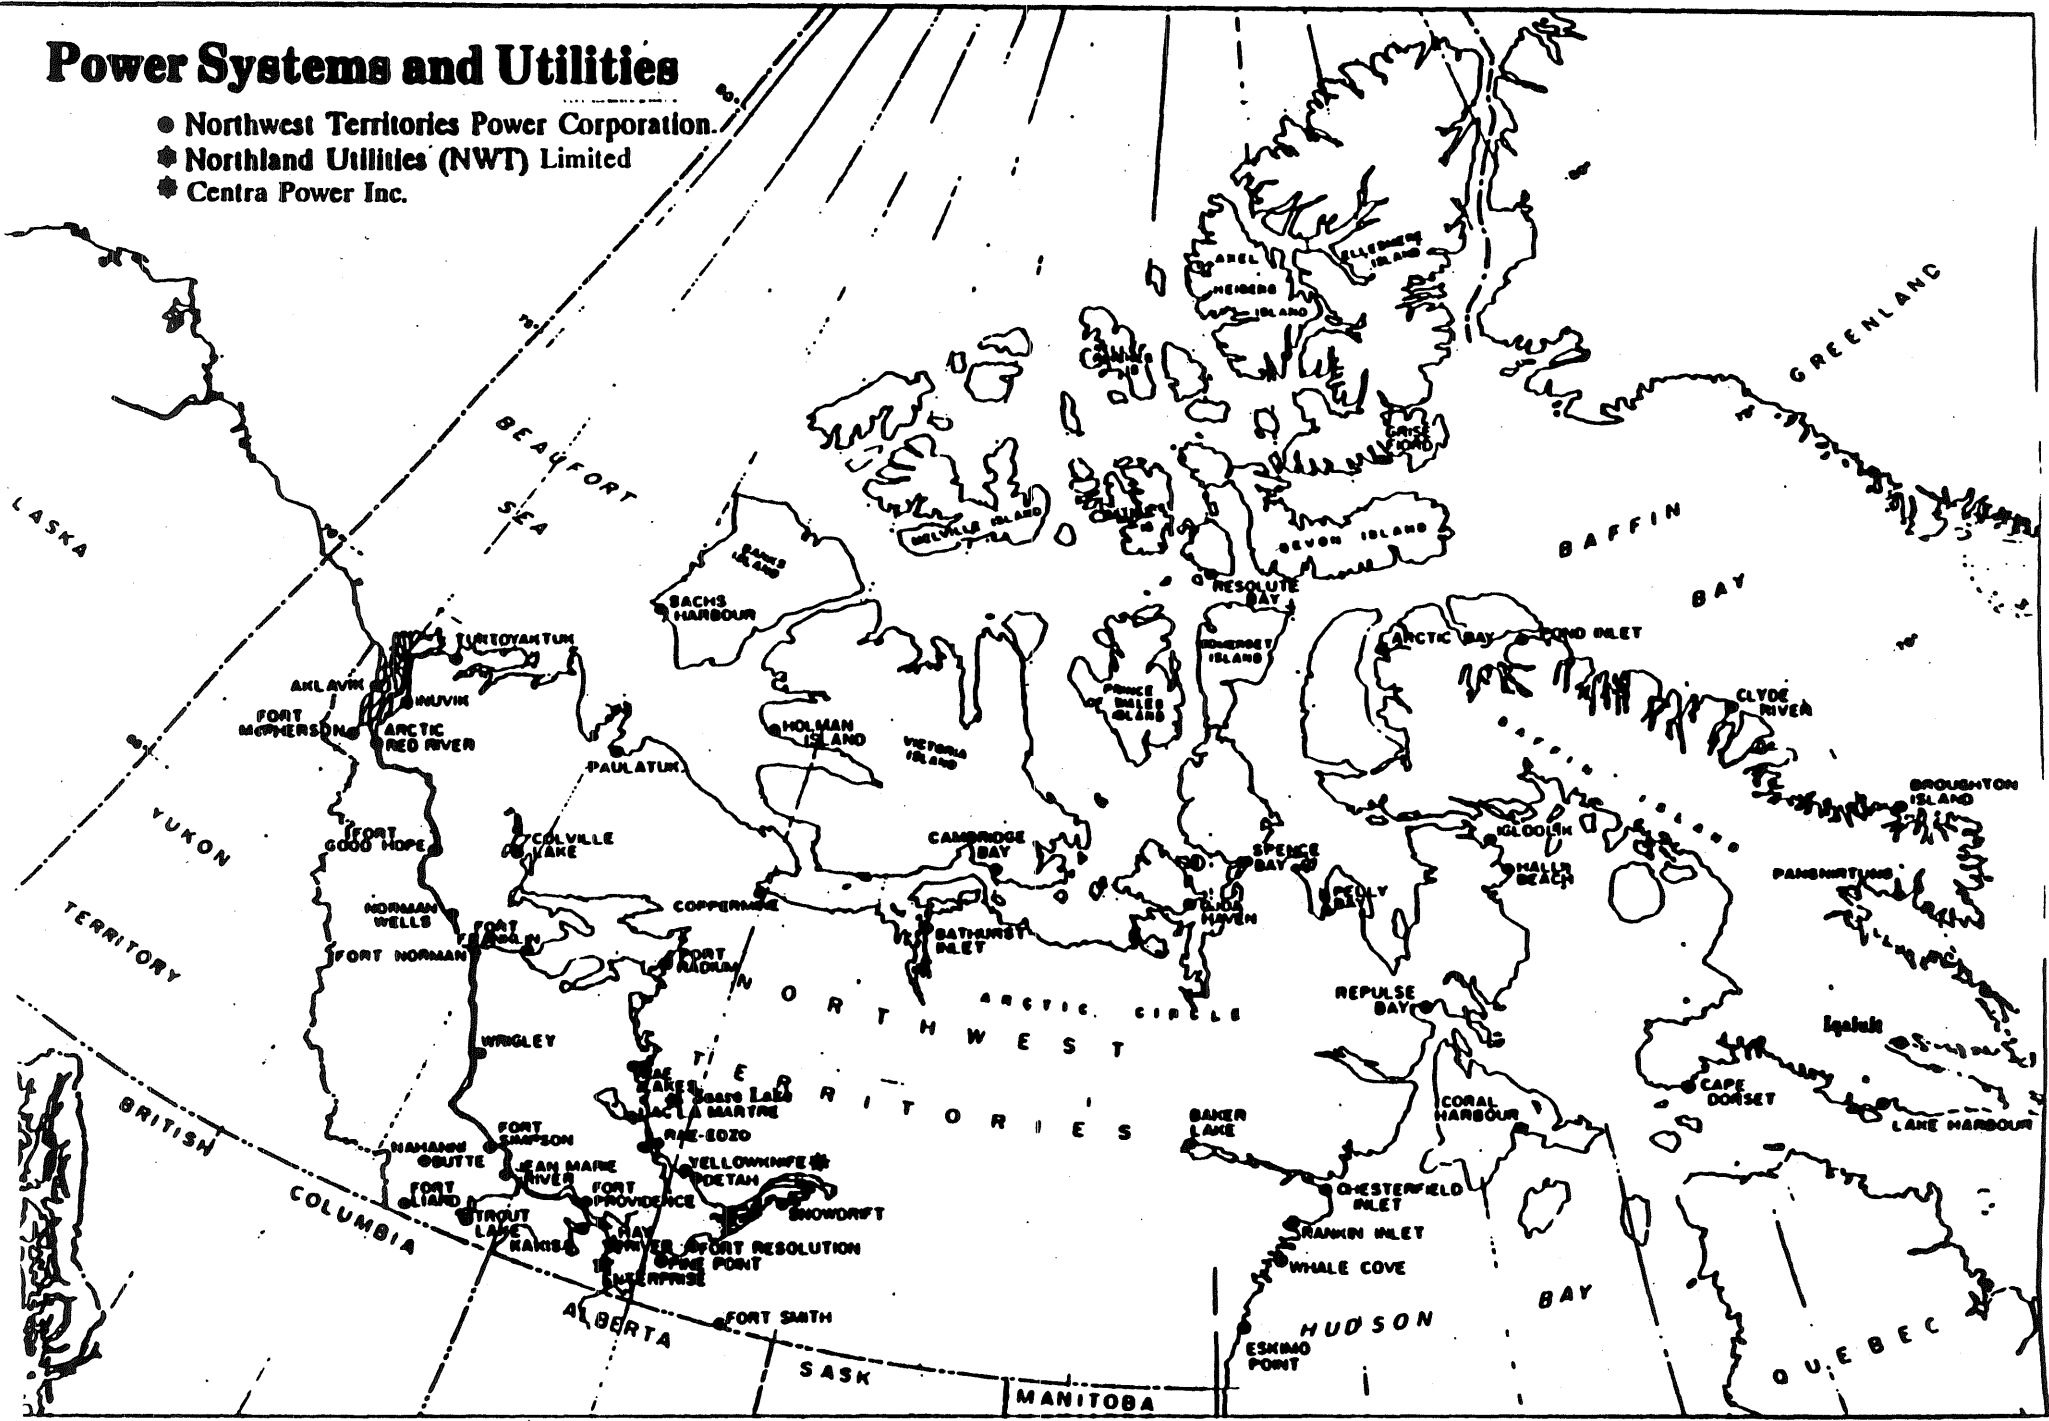 Power Systems and Utilities
Northwest Territories Power Corporation
Northland Utilities (NWT) Limited
Centra Power Inc.
80°
70°
ELLESMERE
ISLAND
AXEL
HEIBERG
ISLAND
GREENLAND
BEAUFORT
SEA
LASKA
GRISE
FIORD
MELVILLE ISLAND
DEVON ISLAND
BAFFIN
BAY
BANKS
ISLAND
SACHS
HARBOUR
RESOLUTE
BAY
SOMERSET
ISLAND
ARCTIC BAY
POND INLET
TUKTOYAKTUK
AKLAVIK
INUVIK
FORT
McPHERSON
ARCTIC
RED RIVER
PRINCE
WALES
ISLAND
CLYDE
RIVER
HOLMAN
ISLAND
VICTORIA
ISLAND
PAULATUK
BAFFIN ISLAND
BROUGHTON
ISLAND
YUKON
TERRITORY
FORT
GOOD HOPE
COLVILLE
LAKE
CAMBRIDGE
BAY
SPENCE
BAY
IGLOOLIK
HALL
BEACH
PANGNIRTUNG
PELLY
BAY
COPPERMINE
GJOA
HAVEN
NORMAN
WELLS
FORT
FORT NORMAN
BATHURST
INLET
PORT
RADIUM
ARCTIC CIRCLE
NORTHWEST
TERRITORIES
REPULSE
BAY
Iqaluit
WRIGLEY
RAE
LAKES
Snare Lake
LAC LA MARTRE
CAPE
DORSET
LAKE HARBOUR
CORAL
HARBOUR
BAKER
LAKE
BRITISH
COLUMBIA
FORT
SIMPSON
RAE-EDZO
NAHANNI
BUTTE
YELLOWKNIFE
DETAH
JEAN MARIE
RIVER
FORT
LIARD
FORT
PROVIDENCE
SNOWDRIFT
CHESTERFIELD
INLET
TROUT
LAKE
KAKISA
HAY
RIVER
RANKIN INLET
FORT RESOLUTION
PINE POINT
ENTERPRISE
WHALE COVE
FORT SMITH
ALBERTA
HUDSON
BAY
ESKIMO
POINT
SASK
MANITOBA
QUEBEC